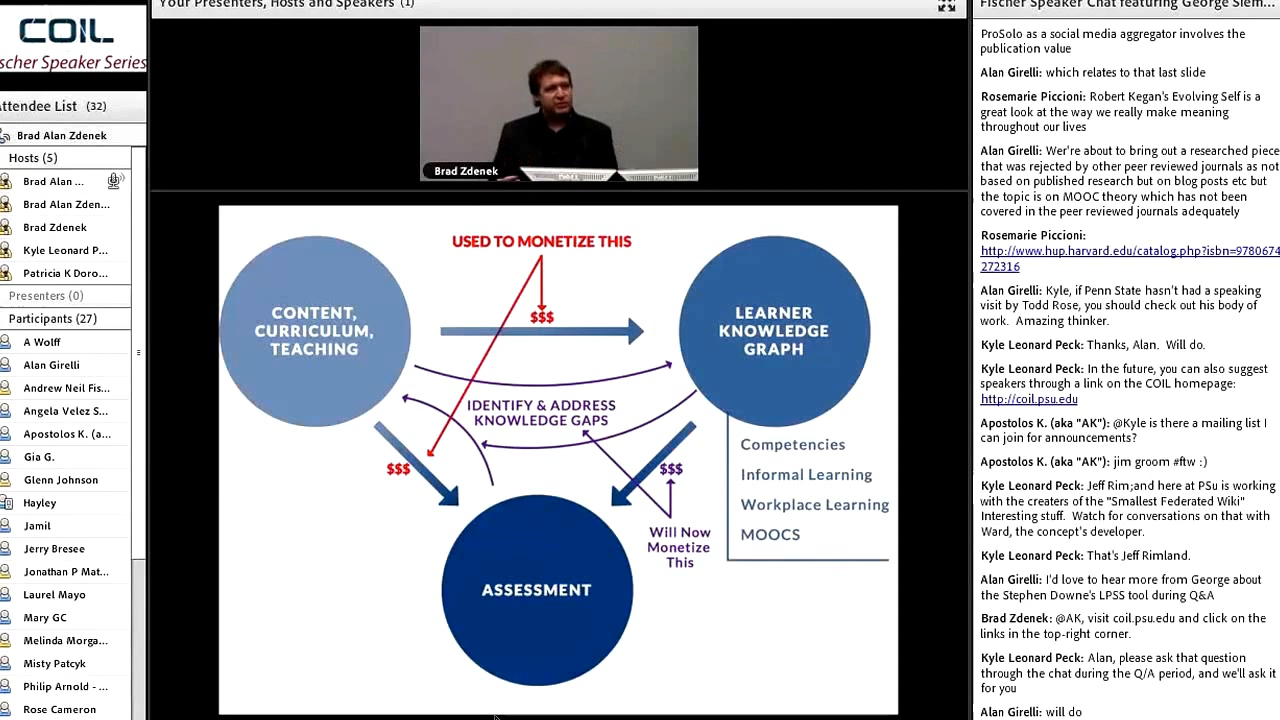 COIL
scher Speaker Series
Attendee List (32)
Brad Alan Zdenek
Hosts (5)
Brad Alan ...
Brad Alan Zden...
Brad Zdenek
Kyle Leonard P...
Patricia K Doro...
Presenters (0)
Participants (27)
A Wolff
Alan Girelli
Andrew Neil Fis...
Angela Velez S...
Apostolos K. (a...
Gia G.
Glenn Johnson
Hayley
Jamil
Jerry Bresee
Jonathan P Mat...
Laurel Mayo
Mary GC
Melinda Morga...
Misty Patcyk
Philip Arnold - ...
Rose Cameron
Your Presenters, Hosts and Speakers (1)
Brad Zdenek
USED TO MONETIZE THIS
$$$
CONTENT,
CURRICULUM,
TEACHING
LEARNER
KNOWLEDGE
GRAPH
IDENTIFY & ADDRESS
KNOWLEDGE GAPS
$$$
$$$
Competencies
Informal Learning
Workplace Learning
MOOCS
Will Now
Monetize
This
ASSESSMENT
Fischer Speaker Chat featuring George Siem...
ProSolo as a social media aggregator involves the
publication value
Alan Girelli: which relates to that last slide
Rosemarie Piccioni: Robert Kegan's Evolving Self is a
great look at the way we really make meaning
throughout our lives
Alan Girelli: Wer're about to bring out a researched piece
that was rejected by other peer reviewed journals as not
based on published research but on blog posts etc but
the topic is on MOOC theory which has not been
covered in the peer reviewed journals adequately
Rosemarie Piccioni:
http://www.hup.harvard.edu/catalog.php?isbn=9780674
272316
Alan Girelli: Kyle, if Penn State hasn't had a speaking
visit by Todd Rose, you should check out his body of
work. Amazing thinker.
Kyle Leonard Peck: Thanks, Alan. Will do.
Kyle Leonard Peck: In the future, you can also suggest
speakers through a link on the COIL homepage:
http://coil.psu.edu
Apostolos K. (aka "AK"): @Kyle is there a mailing list I
can join for announcements?
Apostolos K. (aka "AK"): jim groom #ftw :)
Kyle Leonard Peck: Jeff Rim;and here at PSu is working
with the creators of the "Smallest Federated Wiki"
Interesting stuff. Watch for conversations on that with
Ward, the concept's developer.
Kyle Leonard Peck: That's Jeff Rimland.
Alan Girelli: I'd love to hear more from George about
the Stephen Downe's LPSS tool during Q&A
Brad Zdenek: @AK, visit coil.psu.edu and click on the
links in the top-right corner.
Kyle Leonard Peck: Alan, please ask that question
through the chat during the Q/A period, and we'll ask it
for you
Alan Girelli: will do